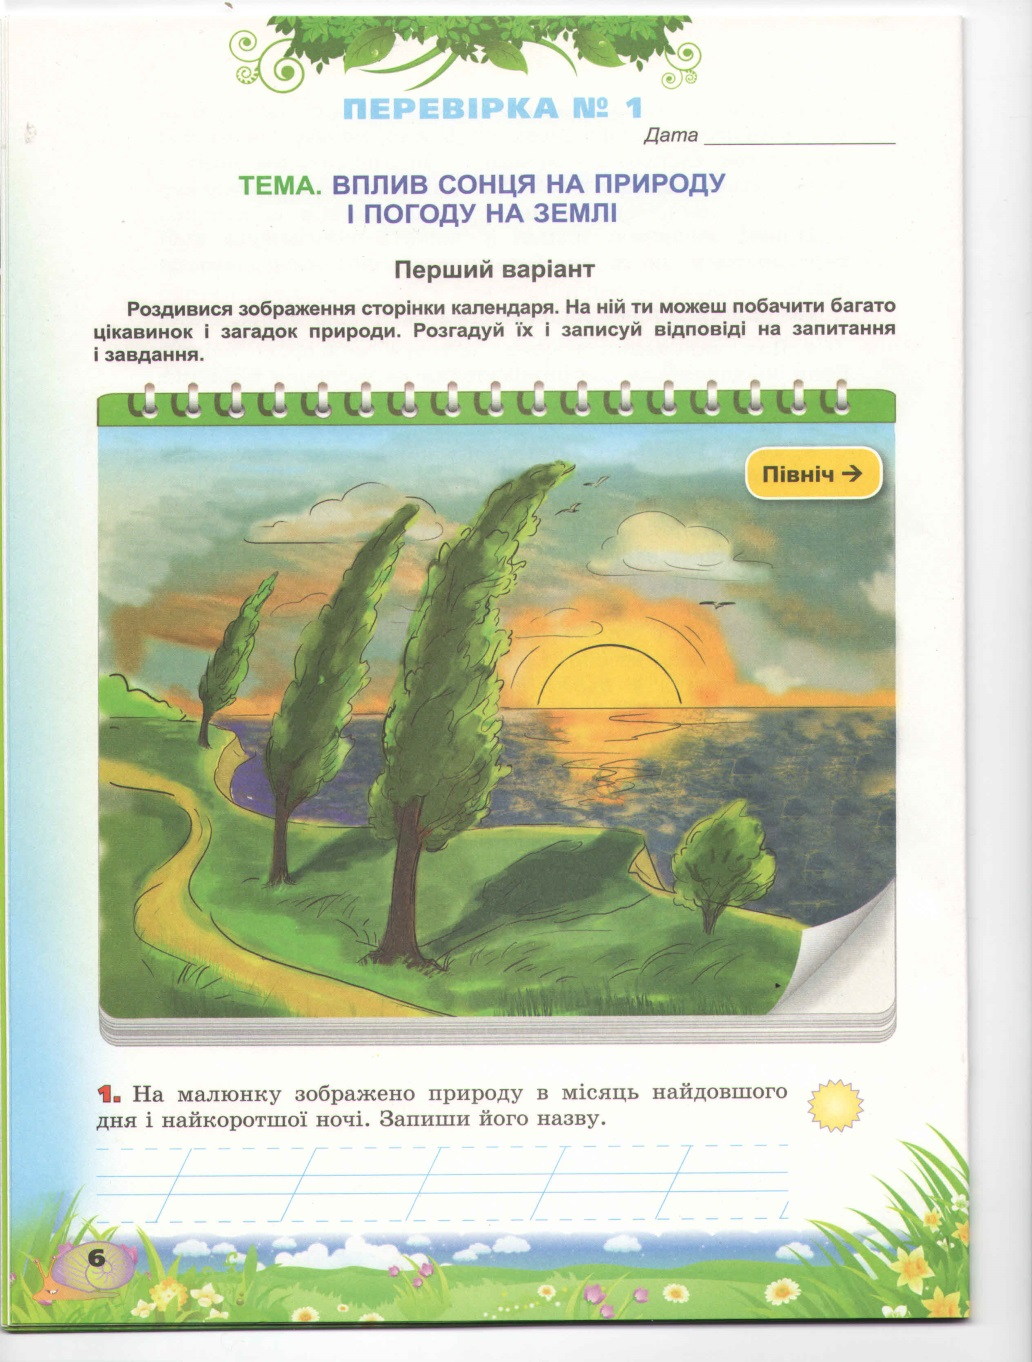 ПЕРЕВІРКА № 1
Дата
ТЕМА. ВПЛИВ СОНЦЯ НА ПРИРОДУ
І ПОГОДУ НА ЗЕМЛІ
Перший варіант
Роздивися зображення сторінки календаря. На ній ти можеш побачити багато
цікавинок і загадок природи. Розгадуй їх і записуй відповіді на запитання
і завдання.
Північ →
1. На малюнку зображено природу в місяць найдовшого
дня і найкоротшої ночі. Запиши його назву.
6